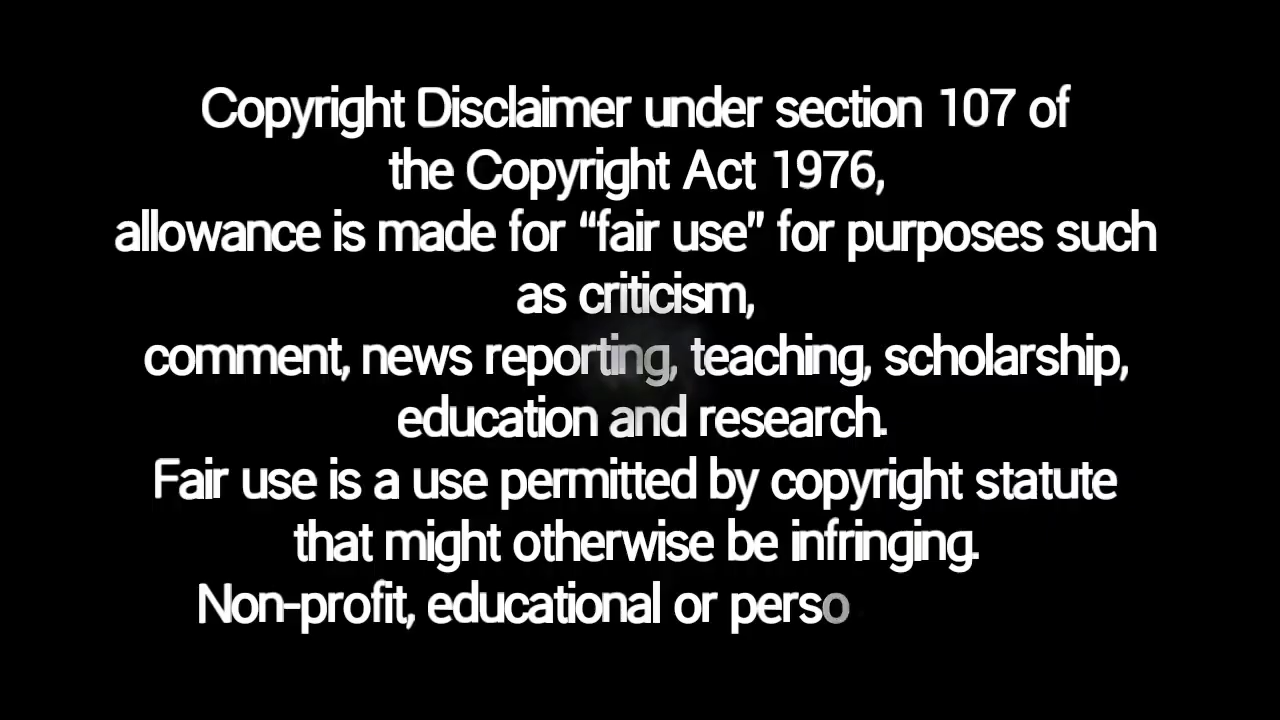 Copyright Disclaimer under section 107 of
the Copyright Act 1976,
allowance is made for “fair use” for purposes such
as criticism,
comment, news reporting, teaching, scholarship,
education and research.
Fair use is a use permitted by copyright statute
that might otherwise be infringing.
Non-profit, educational or perso